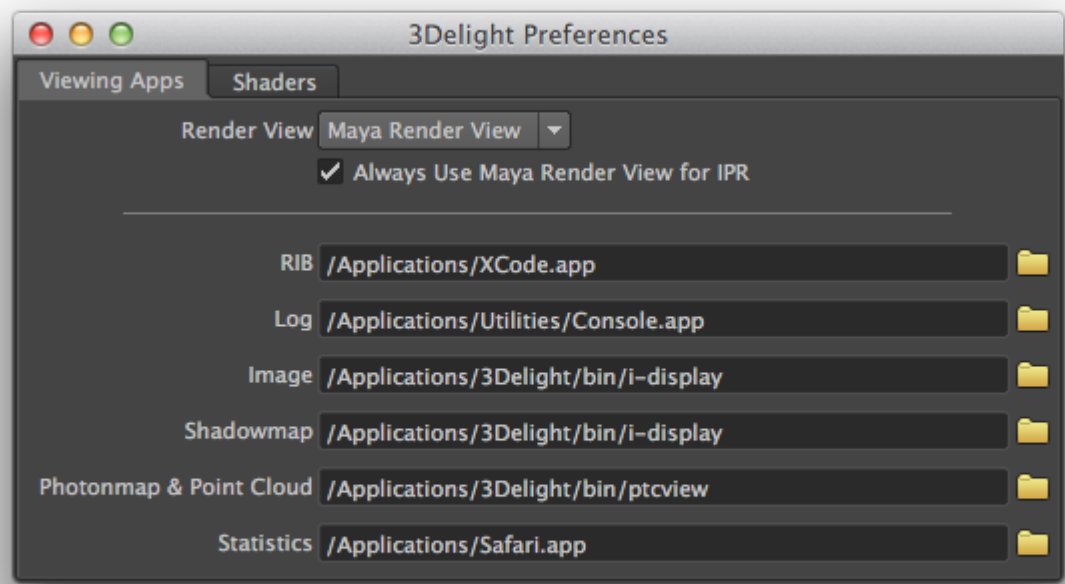 3Delight Preferences
Viewing Apps Shaders
Render View Maya Render View
Always Use Maya Render View for IPR
RIB /Applications/XCode.app
Log /Applications/Utilities/Console.app
Image /Applications/3Delight/bin/i-display
Shadowmap /Applications/3Delight/bin/i-display
Photonmap & Point Cloud /Applications/3Delight/bin/ptcview
Statistics /Applications/Safari.app